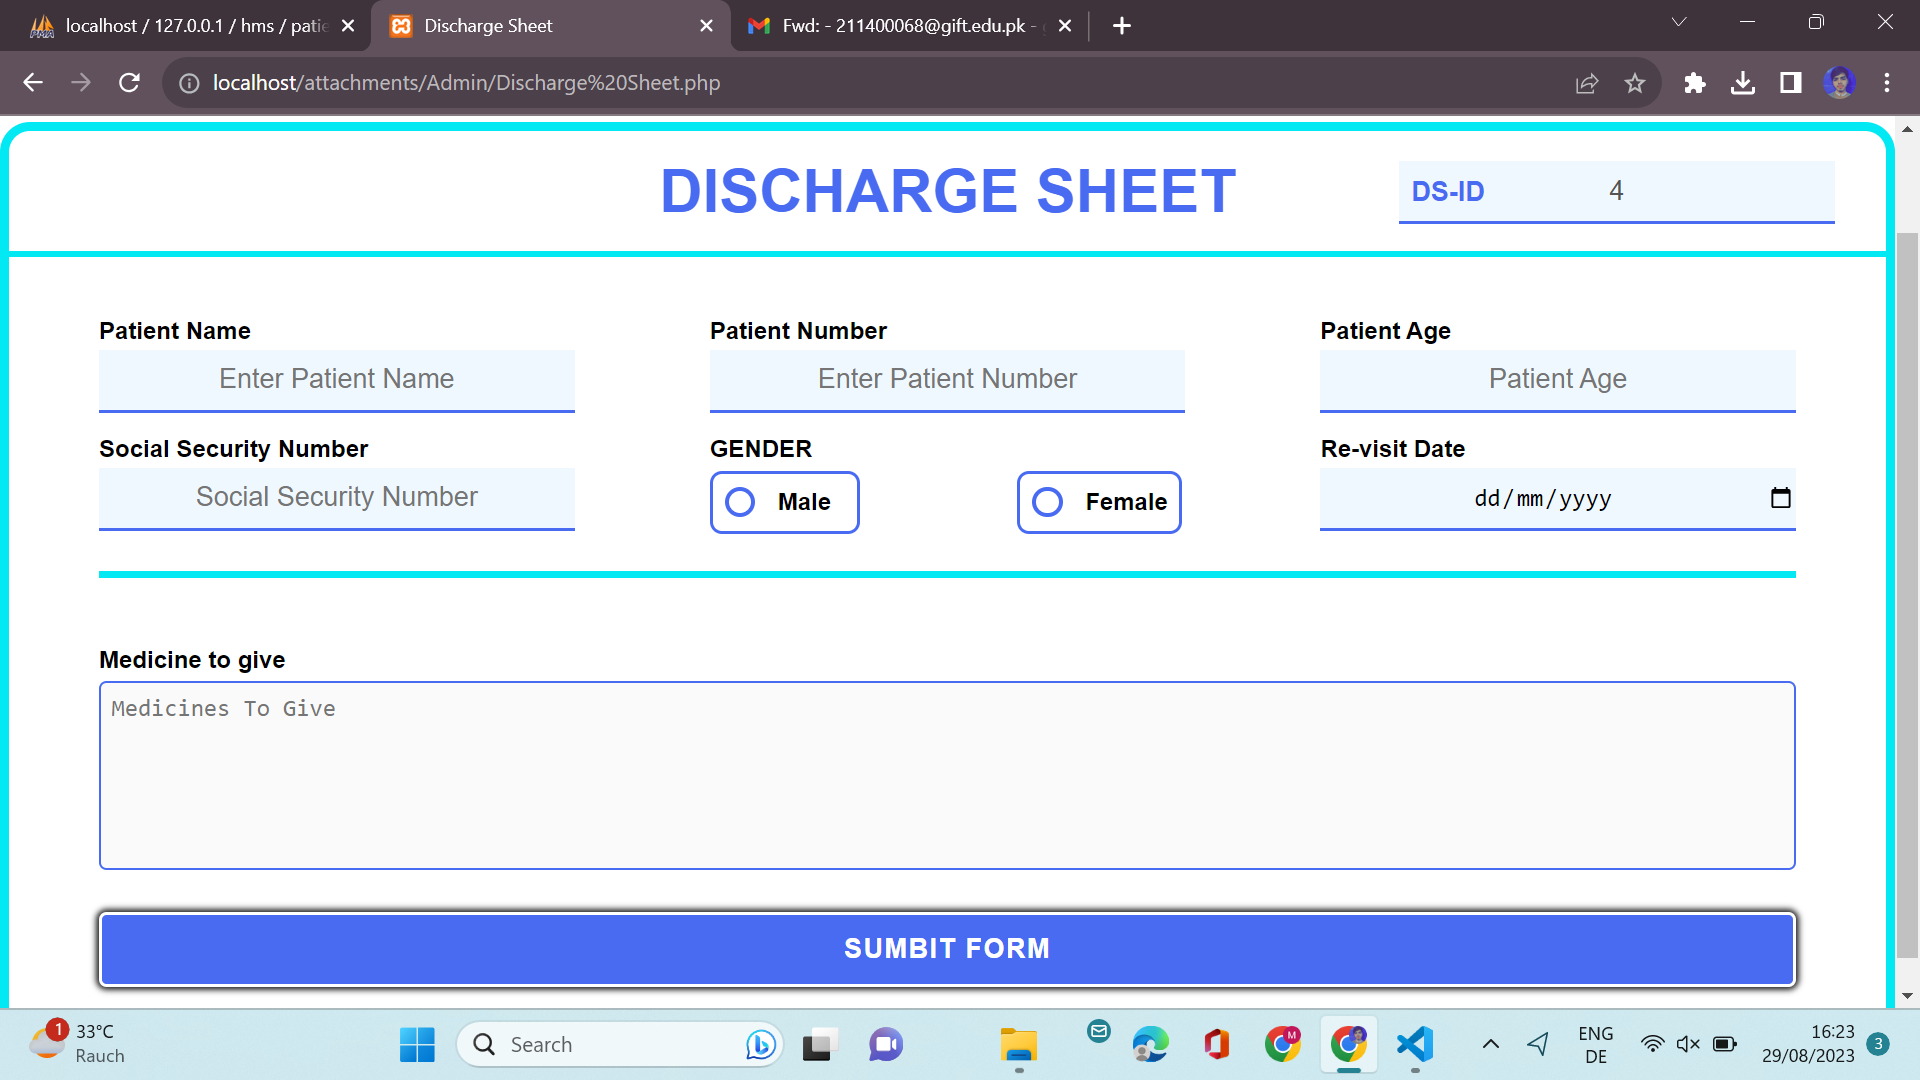 localhost / 127.0.0.1 / hms / patie
Discharge Sheet
Fwd: - 211400068@gift.edu.pk -
localhost/attachments/Admin/Discharge%20Sheet.php
DISCHARGE SHEET
DS-ID 4
Patient Name
Patient Number
Patient Age
Enter Patient Name
Enter Patient Number
Patient Age
Social Security Number
GENDER
Re-visit Date
Social Security Number
Male
Female
dd/mm/yyyy
Medicine to give
Medicines To Give
SUMBIT FORM
1
33°C
Rauch
Search
M
ENG
DE
16:23
29/08/2023
3